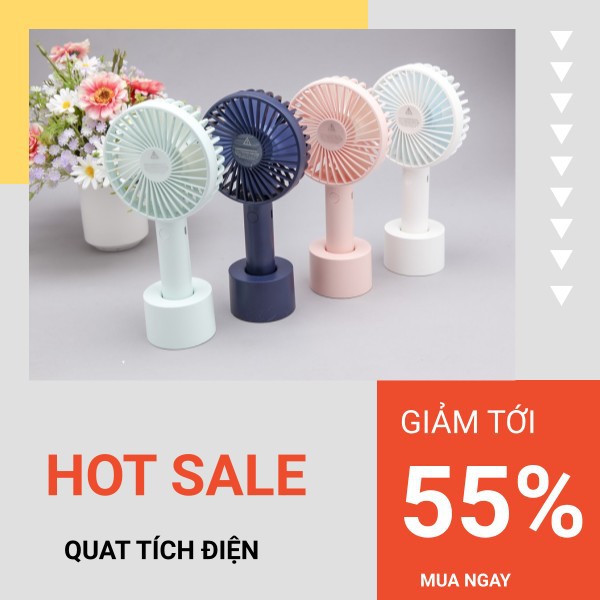 HOT SALE
QUAT TÍCH ĐIỆN
GIẢM TỚI
55%
MUA NGAY